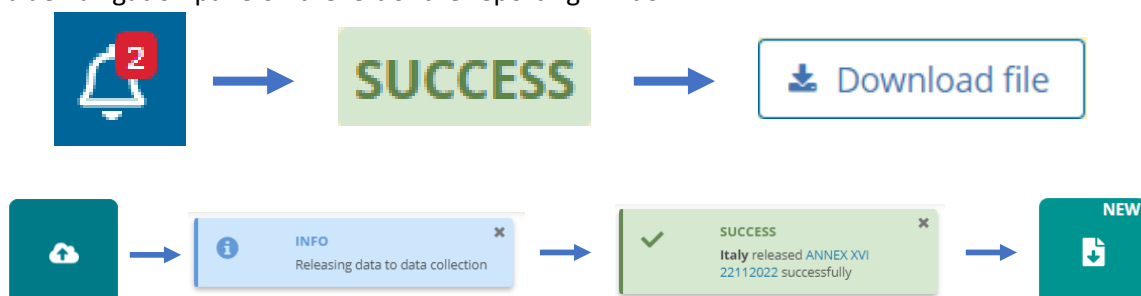 2
SUCCESS
Download file
NEW
INFO
Releasing data to data collection
SUCCESS
Italy released ANNEX XVI
22112022 successfully